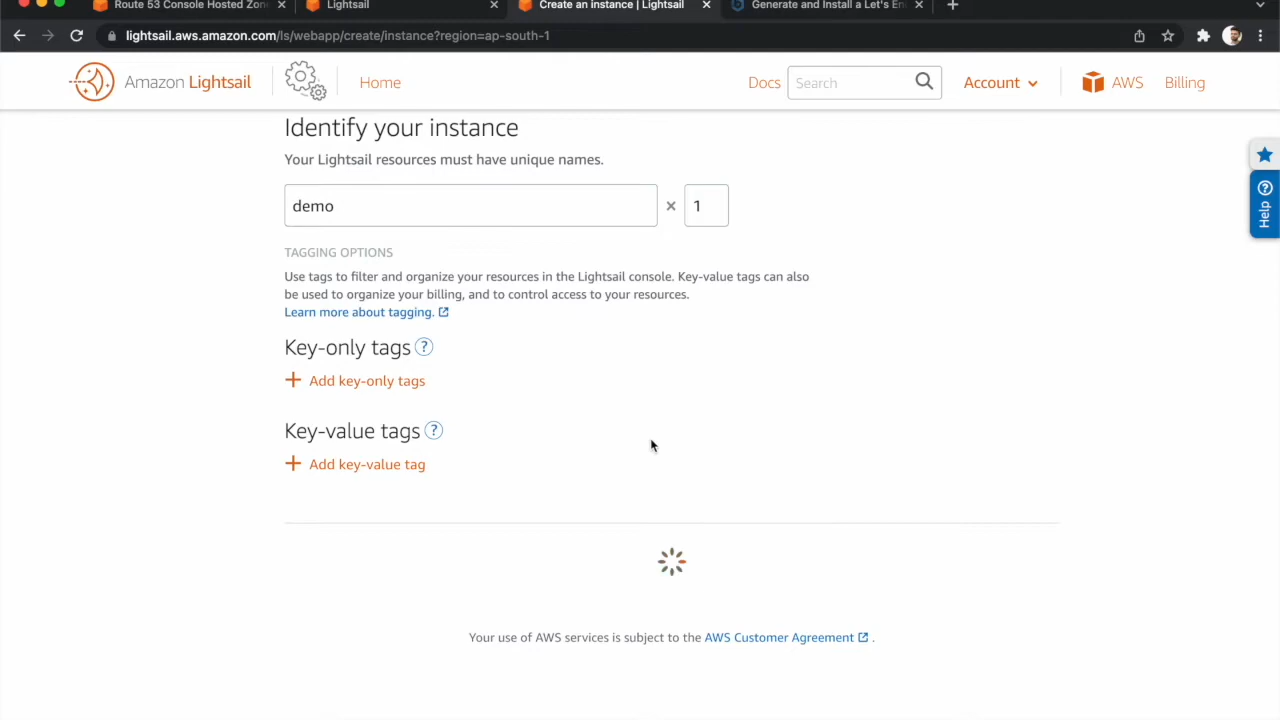 Route 53 Console Hosted Zon
Lightsail
Create an instance | Lightsail
Generate and Install a Let's En
lightsail.aws.amazon.com/ls/webapp/create/instance?region=ap-south-1
Amazon Lightsail
Home
Docs
Search
Account
AWS
Billing
Identify your instance
Your Lightsail resources must have unique names.
demo
1
TAGGING OPTIONS
Use tags to filter and organize your resources in the Lightsail console. Key-value tags can also
be used to organize your billing, and to control access to your resources.
Learn more about tagging.
Key-only tags ?
+ Add key-only tags
Key-value tags ?
+ Add key-value tag
Help ?
Your use of AWS services is subject to the AWS Customer Agreement .